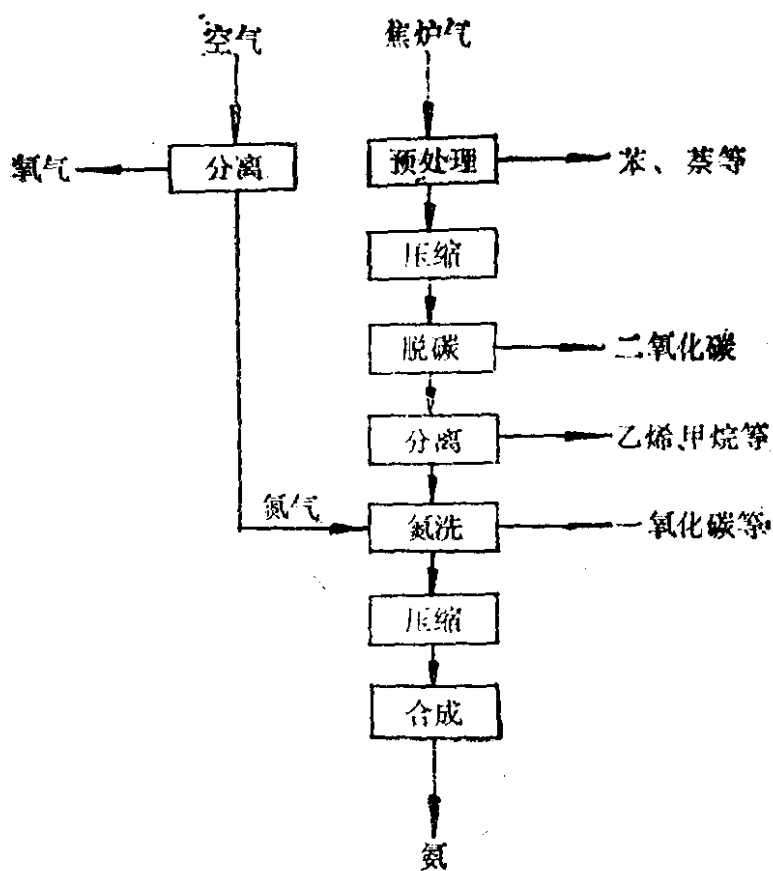 空气
焦炉气
氧气
分离
预处理
苯、萘等
压缩
脱碳
二氧化碳
分离
乙烯、甲烷等
氮气
氮洗
一氧化碳等
压缩
合成
氨